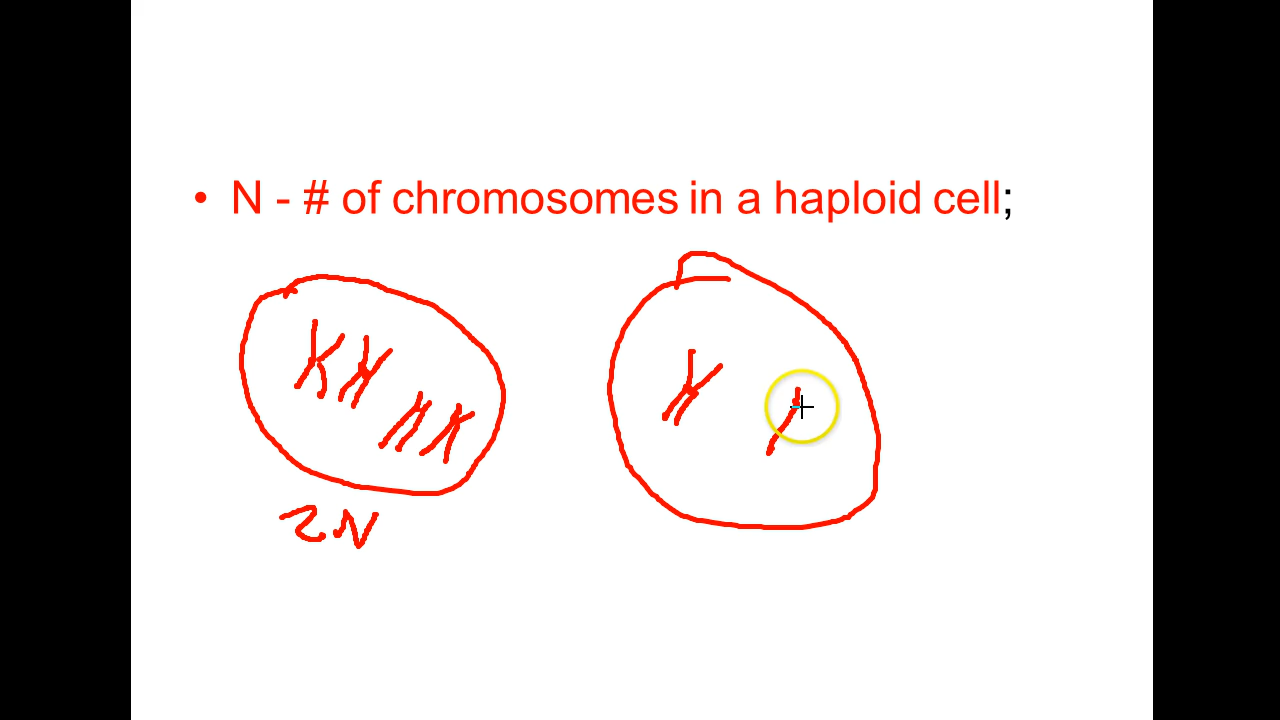 • N - # of chromosomes in a haploid cell;
2N